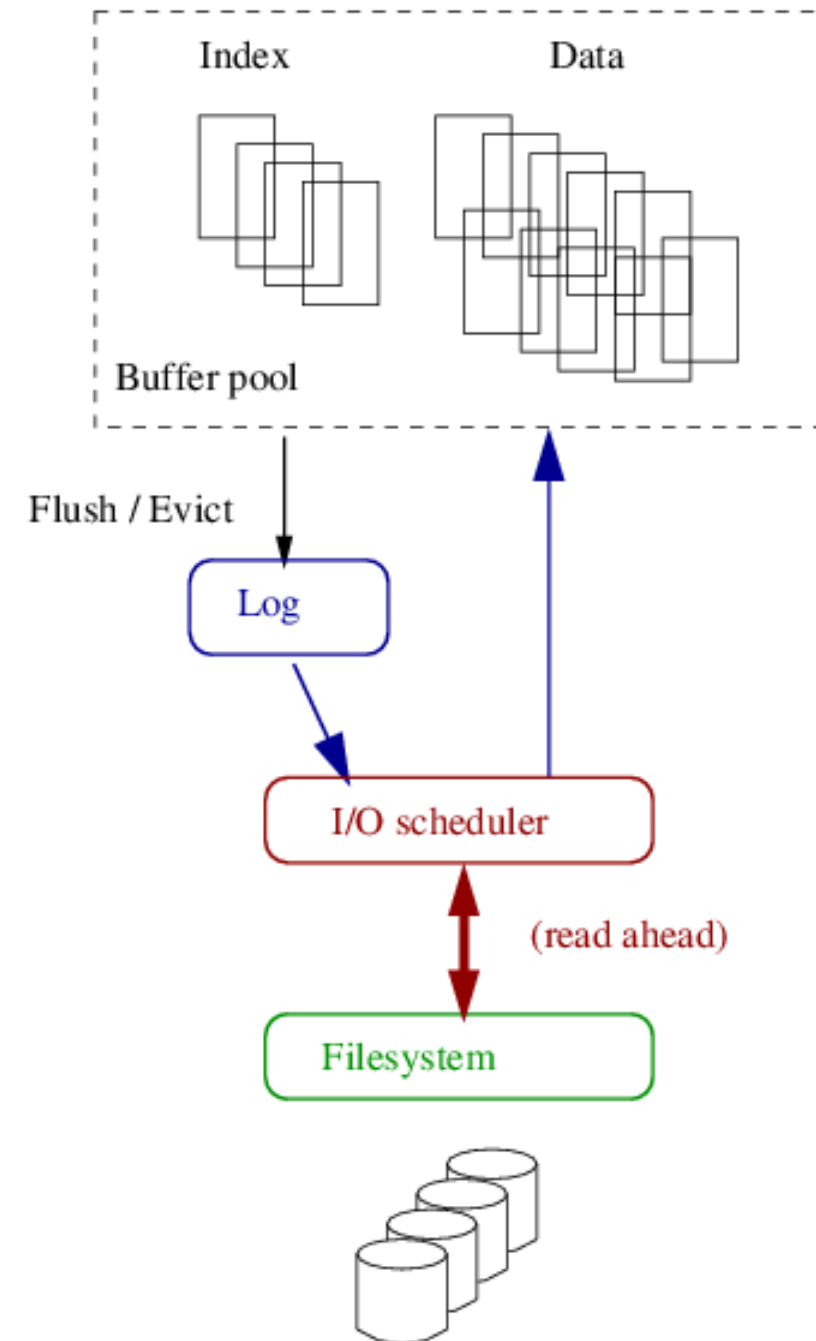 Index
Data
Buffer pool
Flush / Evict
Log
I/O scheduler
(read ahead)
Filesystem